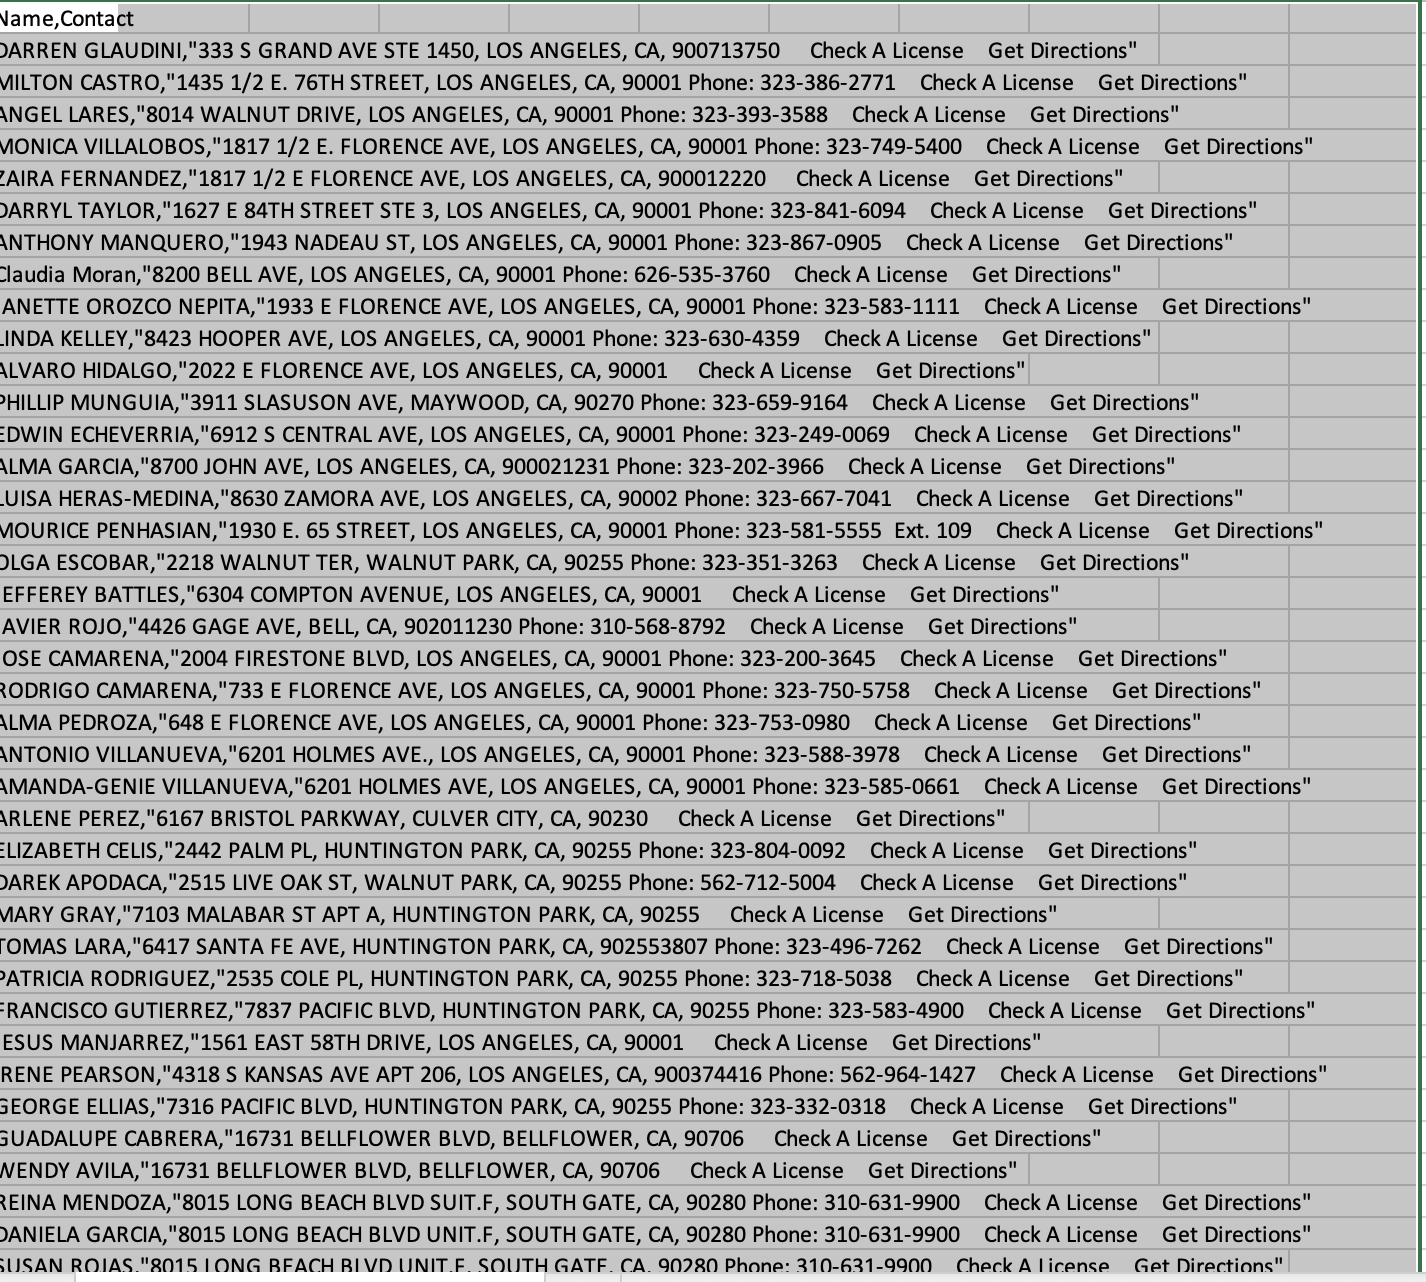 Name,Contact
DARREN GLAUDINI,"333 S GRAND AVE STE 1450, LOS ANGELES, CA, 900713750 Check A License Get Directions"
MILTON CASTRO,"1435 1/2 E. 76TH STREET, LOS ANGELES, CA, 90001 Phone: 323-386-2771 Check A License Get Directions"
ANGEL LARES,"8014 WALNUT DRIVE, LOS ANGELES, CA, 90001 Phone: 323-393-3588 Check A License Get Directions"
MONICA VILLALOBOS,"1817 1/2 E. FLORENCE AVE, LOS ANGELES, CA, 90001 Phone: 323-749-5400 Check A License Get Directions"
ZAIRA FERNANDEZ,"1817 1/2 E FLORENCE AVE, LOS ANGELES, CA, 900012220 Check A License Get Directions"
DARRYL TAYLOR,"1627 E 84TH STREET STE 3, LOS ANGELES, CA, 90001 Phone: 323-841-6094 Check A License Get Directions"
ANTHONY MANQUERO,"1943 NADEAU ST, LOS ANGELES, CA, 90001 Phone: 323-867-0905 Check A License Get Directions"
Claudia Moran,"8200 BELL AVE, LOS ANGELES, CA, 90001 Phone: 626-535-3760 Check A License Get Directions"
ANETTE OROZCO NEPITA,"1933 E FLORENCE AVE, LOS ANGELES, CA, 90001 Phone: 323-583-1111 Check A License Get Directions"
LINDA KELLEY,"8423 HOOPER AVE, LOS ANGELES, CA, 90001 Phone: 323-630-4359 Check A License Get Directions"
ALVARO HIDALGO,"2022 E FLORENCE AVE, LOS ANGELES, CA, 90001 Check A License Get Directions"
PHILLIP MUNGUIA,"3911 SLASUSON AVE, MAYWOOD, CA, 90270 Phone: 323-659-9164 Check A License Get Directions"
EDWIN ECHEVERRIA,"6912 S CENTRAL AVE, LOS ANGELES, CA, 90001 Phone: 323-249-0069 Check A License Get Directions"
ALMA GARCIA,"8700 JOHN AVE, LOS ANGELES, CA, 900021231 Phone: 323-202-3966 Check A License Get Directions"
LUISA HERAS-MEDINA,"8630 ZAMORA AVE, LOS ANGELES, CA, 90002 Phone: 323-667-7041 Check A License Get Directions"
MOURICE PENHASIAN,"1930 E. 65 STREET, LOS ANGELES, CA, 90001 Phone: 323-581-5555 Ext. 109 Check A License Get Directions"
OLGA ESCOBAR,"2218 WALNUT TER, WALNUT PARK, CA, 90255 Phone: 323-351-3263 Check A License Get Directions"
EFFEREY BATTLES,"6304 COMPTON AVENUE, LOS ANGELES, CA, 90001 Check A License Get Directions"
AVIER ROJO,"4426 GAGE AVE, BELL, CA, 902011230 Phone: 310-568-8792 Check A License Get Directions"
OSE CAMARENA,"2004 FIRESTONE BLVD, LOS ANGELES, CA, 90001 Phone: 323-200-3645 Check A License Get Directions"
RODRIGO CAMARENA,"733 E FLORENCE AVE, LOS ANGELES, CA, 90001 Phone: 323-750-5758 Check A License Get Directions"
ALMA PEDROZA,"648 E FLORENCE AVE, LOS ANGELES, CA, 90001 Phone: 323-753-0980 Check A License Get Directions"
ANTONIO VILLANUEVA,"6201 HOLMES AVE., LOS ANGELES, CA, 90001 Phone: 323-588-3978 Check A License Get Directions"
AMANDA-GENIE VILLANUEVA,"6201 HOLMES AVE, LOS ANGELES, CA, 90001 Phone: 323-585-0661 Check A License Get Directions"
ARLENE PEREZ,"6167 BRISTOL PARKWAY, CULVER CITY, CA, 90230 Check A License Get Directions"
ELIZABETH CELIS,"2442 PALM PL, HUNTINGTON PARK, CA, 90255 Phone: 323-804-0092 Check A License Get Directions"
DAREK APODACA,"2515 LIVE OAK ST, WALNUT PARK, CA, 90255 Phone: 562-712-5004 Check A License Get Directions"
MARY GRAY,"7103 MALABAR ST APT A, HUNTINGTON PARK, CA, 90255 Check A License Get Directions"
TOMAS LARA,"6417 SANTA FE AVE, HUNTINGTON PARK, CA, 902553807 Phone: 323-496-7262 Check A License Get Directions"
PATRICIA RODRIGUEZ,"2535 COLE PL, HUNTINGTON PARK, CA, 90255 Phone: 323-718-5038 Check A License Get Directions"
FRANCISCO GUTIERREZ,"7837 PACIFIC BLVD, HUNTINGTON PARK, CA, 90255 Phone: 323-583-4900 Check A License Get Directions"
ESUS MANJARREZ,"1561 EAST 58TH DRIVE, LOS ANGELES, CA, 90001 Check A License Get Directions"
RENE PEARSON,"4318 S KANSAS AVE APT 206, LOS ANGELES, CA, 900374416 Phone: 562-964-1427 Check A License Get Directions"
GEORGE ELLIAS,"7316 PACIFIC BLVD, HUNTINGTON PARK, CA, 90255 Phone: 323-332-0318 Check A License Get Directions"
GUADALUPE CABRERA,"16731 BELLFLOWER BLVD, BELLFLOWER, CA, 90706 Check A License Get Directions"
WENDY AVILA,"16731 BELLFLOWER BLVD, BELLFLOWER, CA, 90706 Check A License Get Directions"
REINA MENDOZA,"8015 LONG BEACH BLVD SUIT.F, SOUTH GATE, CA, 90280 Phone: 310-631-9900 Check A License Get Directions"
DANIELA GARCIA,"8015 LONG BEACH BLVD UNIT.F, SOUTH GATE, CA, 90280 Phone: 310-631-9900 Check A License Get Directions"
SUSAN ROJAS,"8015 LONG BEACH BLVD UNIT.F, SOUTH GATE, CA, 90280 Phone: 310-631-9900 Check A License Get Directions"